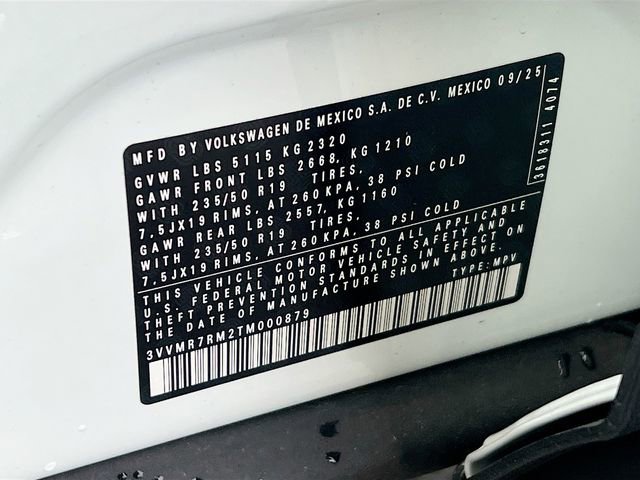 MFD BY VOLKSWAGEN DE MEXICO S.A. DE C.V. MEXICO 09/25
GVWR LBS 5115 KG 2320
GAWR FRONT LBS 2668, KG 1210
WITH 235/50 R19 TIRES,
7,5JX19 RIMS, AT 260KPA, 38 PSI COLD
GAWR REAR LBS 2557, KG 1160
WITH 235/50 R19 TIRES,
7,5JX19 RIMS, AT 260KPA, 38 PSI COLD
THIS VEHICLE CONFORMS TO ALL APPLICABLE
U.S. FEDERAL MOTOR VEHICLE SAFETY AND
THEFT PREVENTION STANDARDS IN EFFECT ON
THE DATE OF MANUFACTURE SHOWN ABOVE.
TYPE: MPV
3VVMR7RM2TM000879
3618311 4074